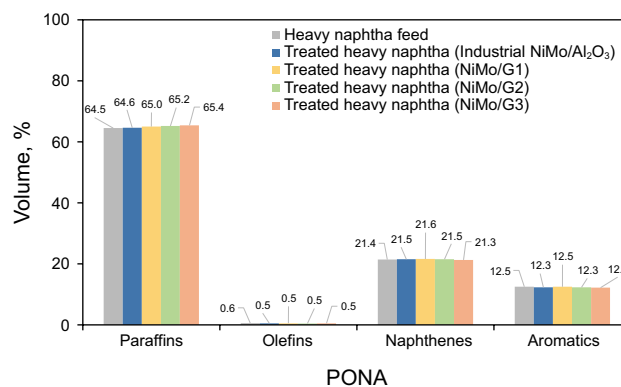 100
80
60
40
20
0
Volume, %
Heavy naphtha feed
Treated heavy naphtha (Industrial NiMo/Al₂O₃)
Treated heavy naphtha (NiMo/G1)
Treated heavy naphtha (NiMo/G2)
Treated heavy naphtha (NiMo/G3)
64.5 64.6 65.0 65.2 65.4
0.6 0.5 0.5 0.5 0.5
21.4 21.5 21.6 21.5 21.3
12.5 12.3 12.5 12.3
Paraffins Olefins Naphthenes Aromatics
PONA